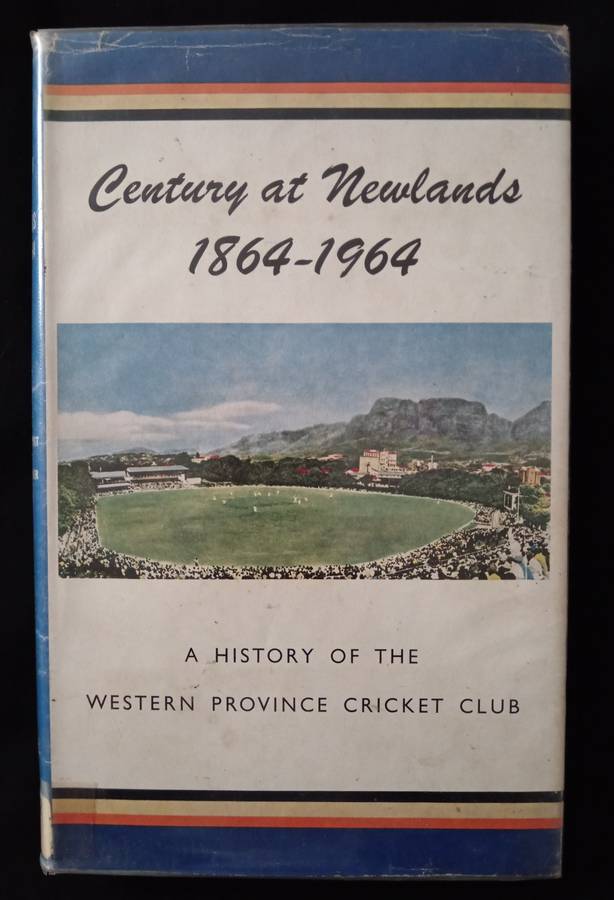 Century at Newlands
1864-1964
A HISTORY OF THE
WESTERN PROVINCE CRICKET CLUB